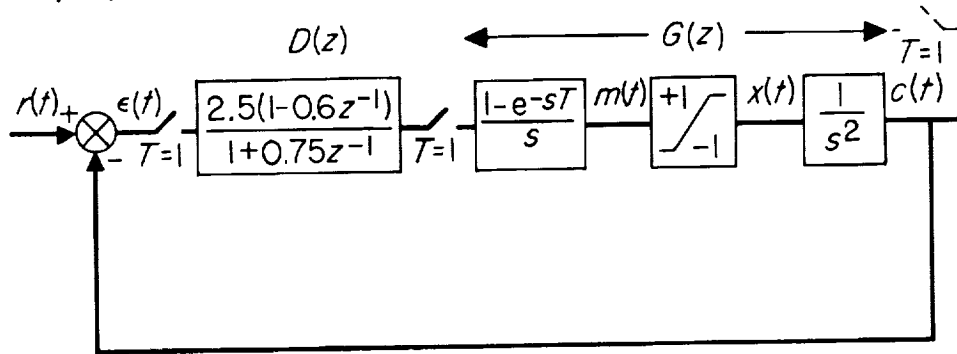 D(z)
G(z)
T=1
r(t)
+
ϵ(t)
-
T=1
2.5(1-0.6z⁻¹)
1+0.75z⁻¹
T=1
1-e⁻ˢᵀ
s
m(t)
+1
-1
x(t)
1
s²
c(t)